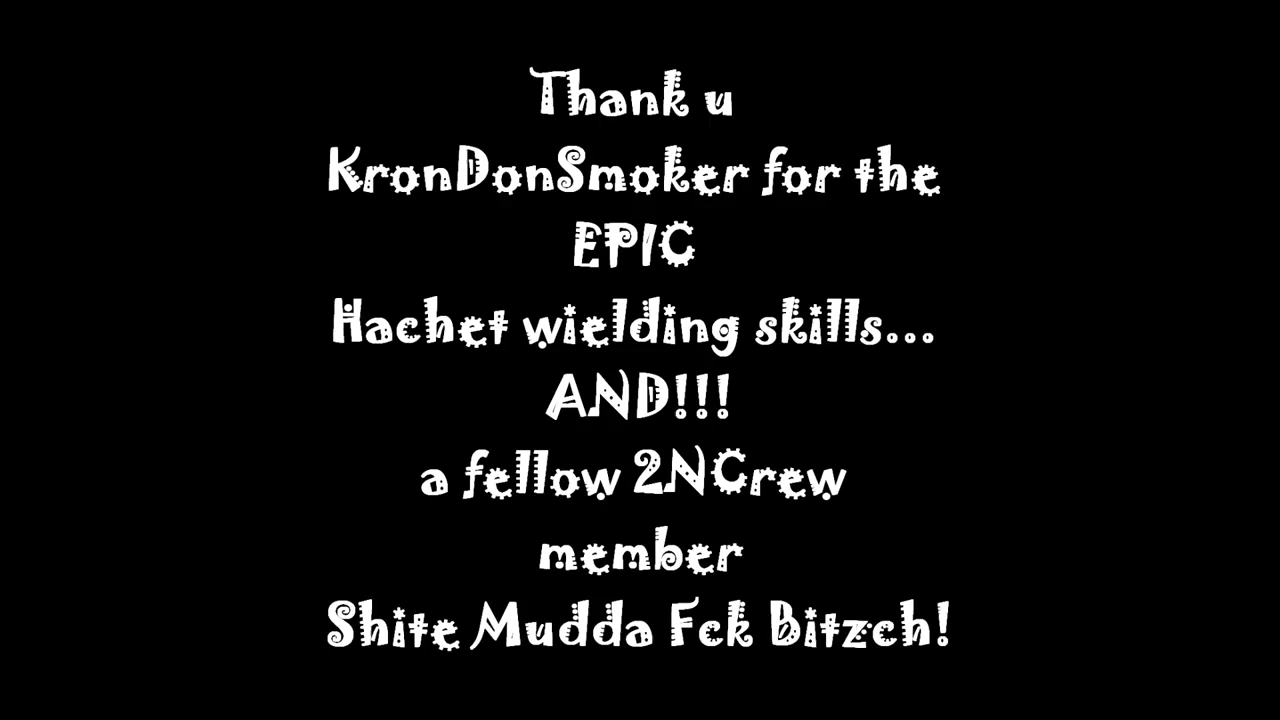 Thank u
KronDonSmoker for the
EPIC
Hachet wielding skills...
AND!!!
a fellow 2NCrew
member
Shite Mudda Fck Bitzch!